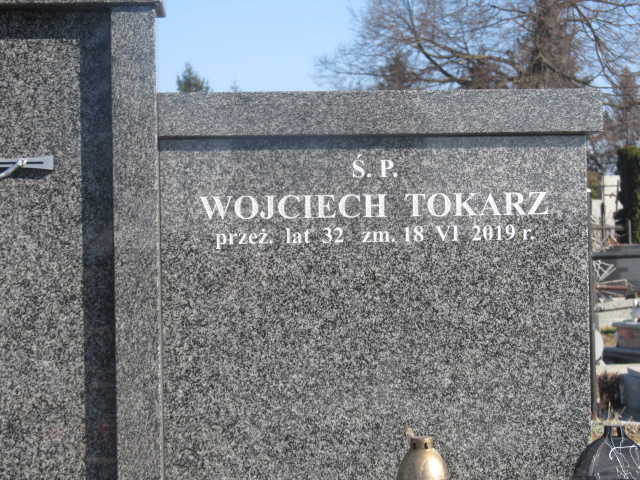 Ś. P.
WOJCIECH TOKARZ
przeż. lat 32 zm. 18 VI 2019 r.